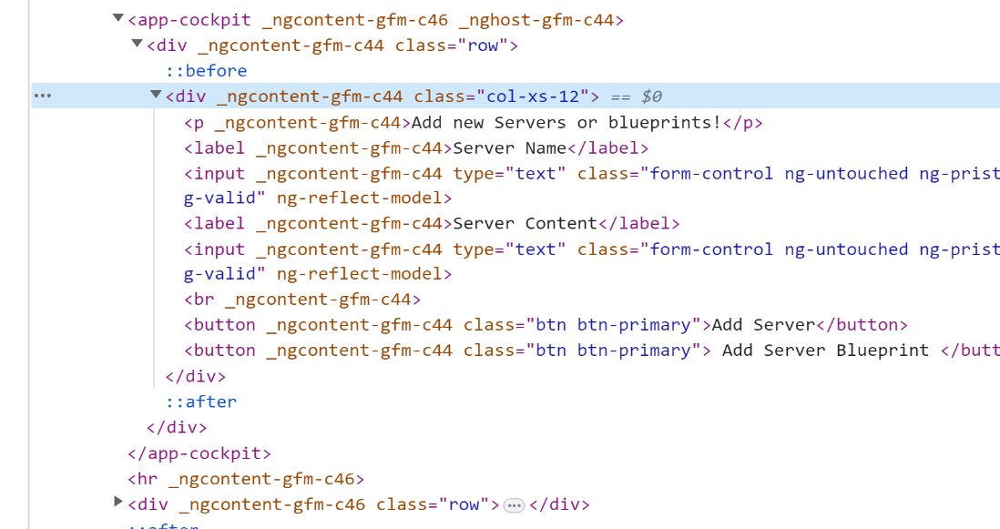 <app-cockpit _ngcontent-gfm-c46 _nghost-gfm-c44>
<div _ngcontent-gfm-c44 class="row">
::before
<div _ngcontent-gfm-c44 class="col-xs-12"> == $0
<p _ngcontent-gfm-c44>Add new Servers or blueprints!</p>
<label _ngcontent-gfm-c44>Server Name</label>
<input _ngcontent-gfm-c44 type="text" class="form-control ng-untouched ng-prist
g-valid" ng-reflect-model>
<label _ngcontent-gfm-c44>Server Content</label>
<input _ngcontent-gfm-c44 type="text" class="form-control ng-untouched ng-prist
g-valid" ng-reflect-model>
<br _ngcontent-gfm-c44>
<button _ngcontent-gfm-c44 class="btn btn-primary">Add Server</button>
<button _ngcontent-gfm-c44 class="btn btn-primary"> Add Server Blueprint </butt
</div>
::after
</div>
</app-cockpit>
<hr _ngcontent-gfm-c46>
<div _ngcontent-gfm-c46 class="row">…</div>
::after